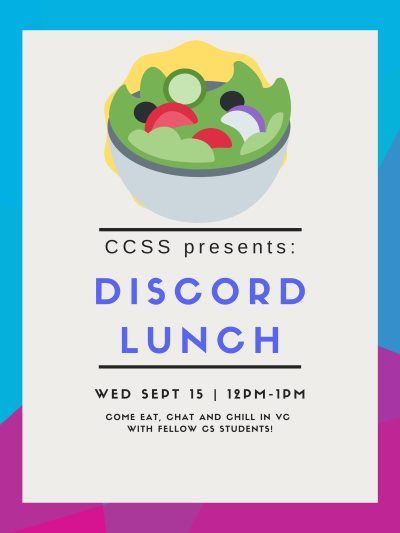 CCSS presents:
DISCORD
LUNCH
WED SEPT 15 | 12PM-1PM
COME EAT, CHAT AND CHILL IN VC
WITH FELLOW CS STUDENTS!